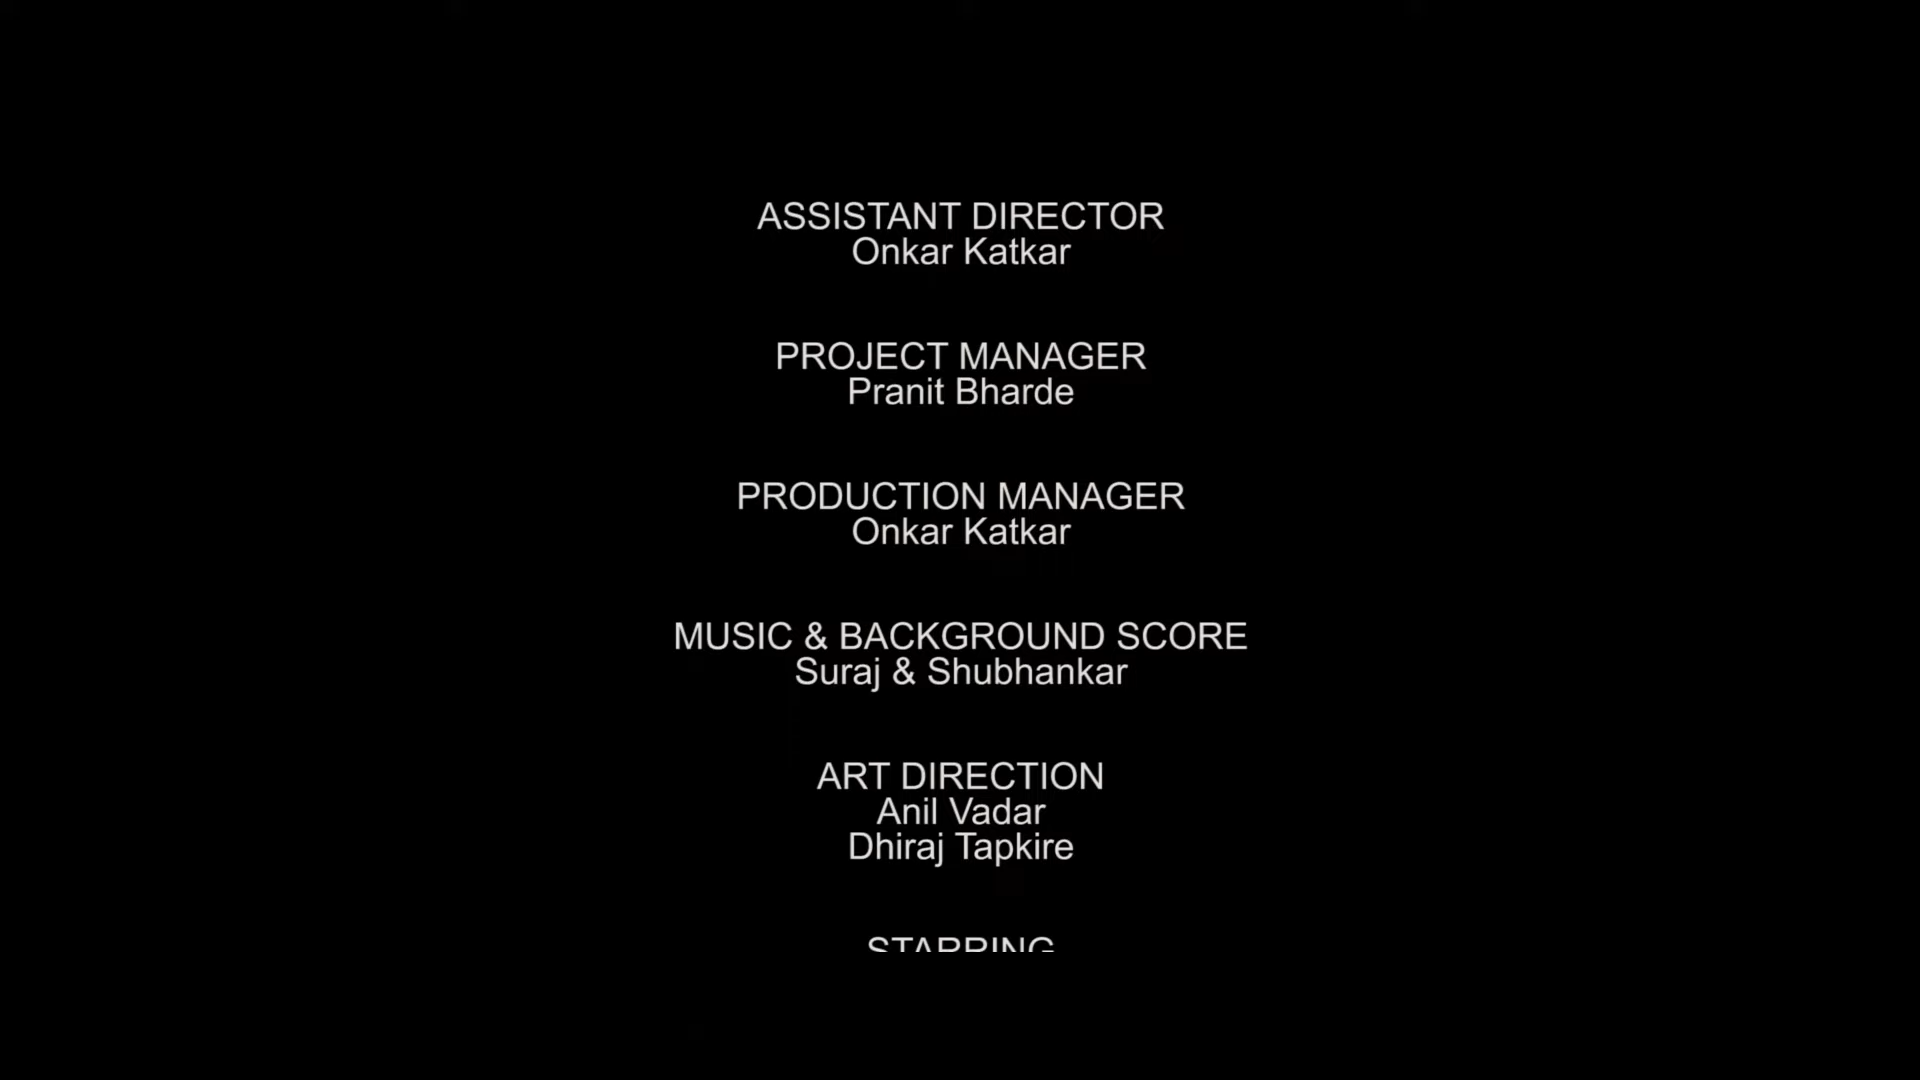 ASSISTANT DIRECTOR
Onkar Katkar
PROJECT MANAGER
Pranit Bharde
PRODUCTION MANAGER
Onkar Katkar
MUSIC & BACKGROUND SCORE
Suraj & Shubhankar
ART DIRECTION
Anil Vadar
Dhiraj Tapkire
STARRING